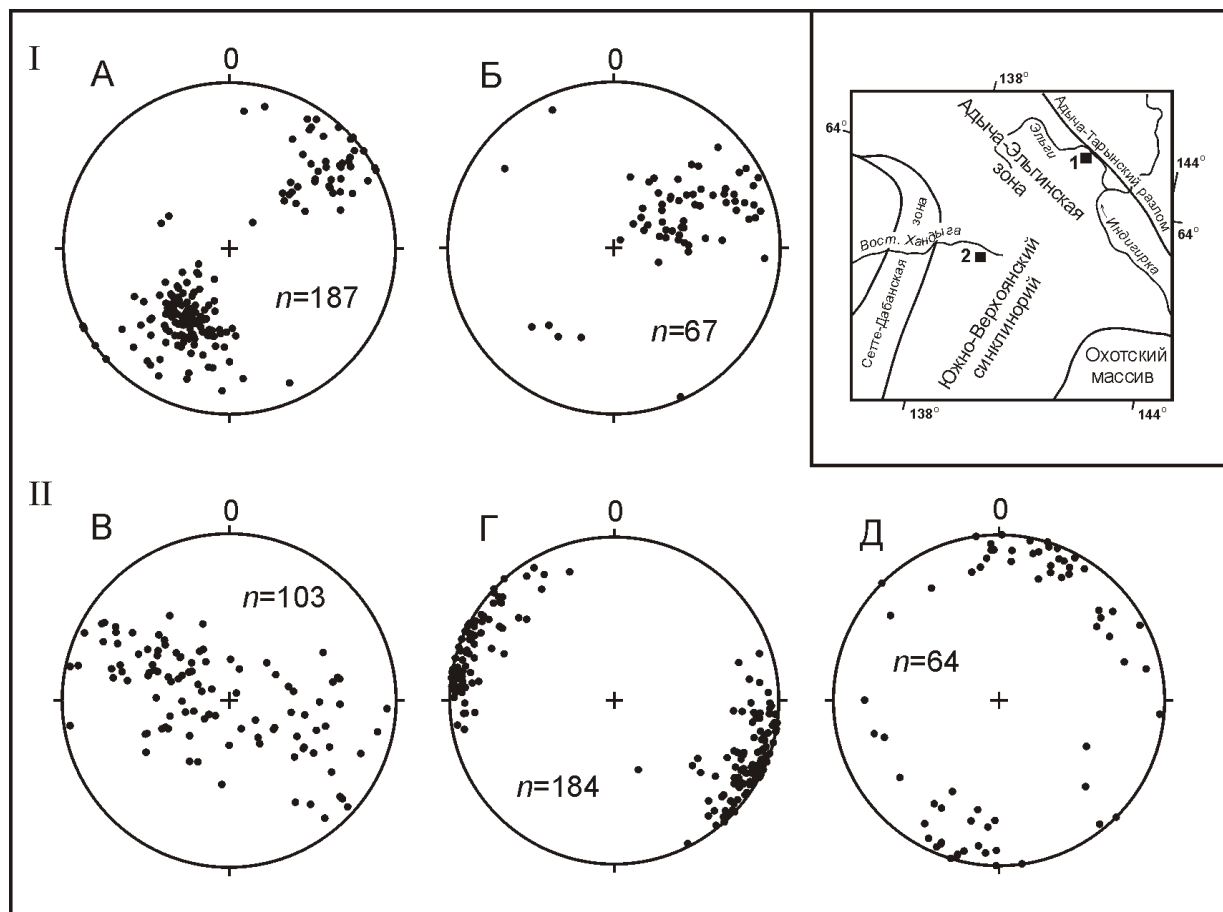 I
А
0
n=187
Б
0
n=67
138°
64°
Адыча-Эльгинская
зона
Эльги
Адыча-Тарынский разлом
1
144°
64°
Индигирка
зона
Вост. Хандыга
2
Сетте-Дабанская
Южно-Верхоянский
синклинорий
Охотский
массив
138°
144°
II
В
0
n=103
Г
0
n=184
Д
0
n=64